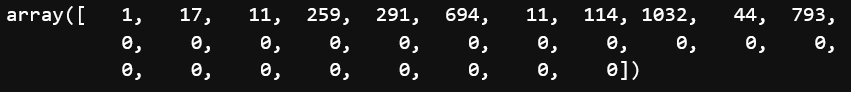 array([   1,   17,   11,  259,  291,  694,   11,  114, 1032,   44,  793,
          0,    0,    0,    0,    0,    0,    0,    0,    0,    0,    0,
          0,    0,    0,    0,    0,    0,    0,    0])